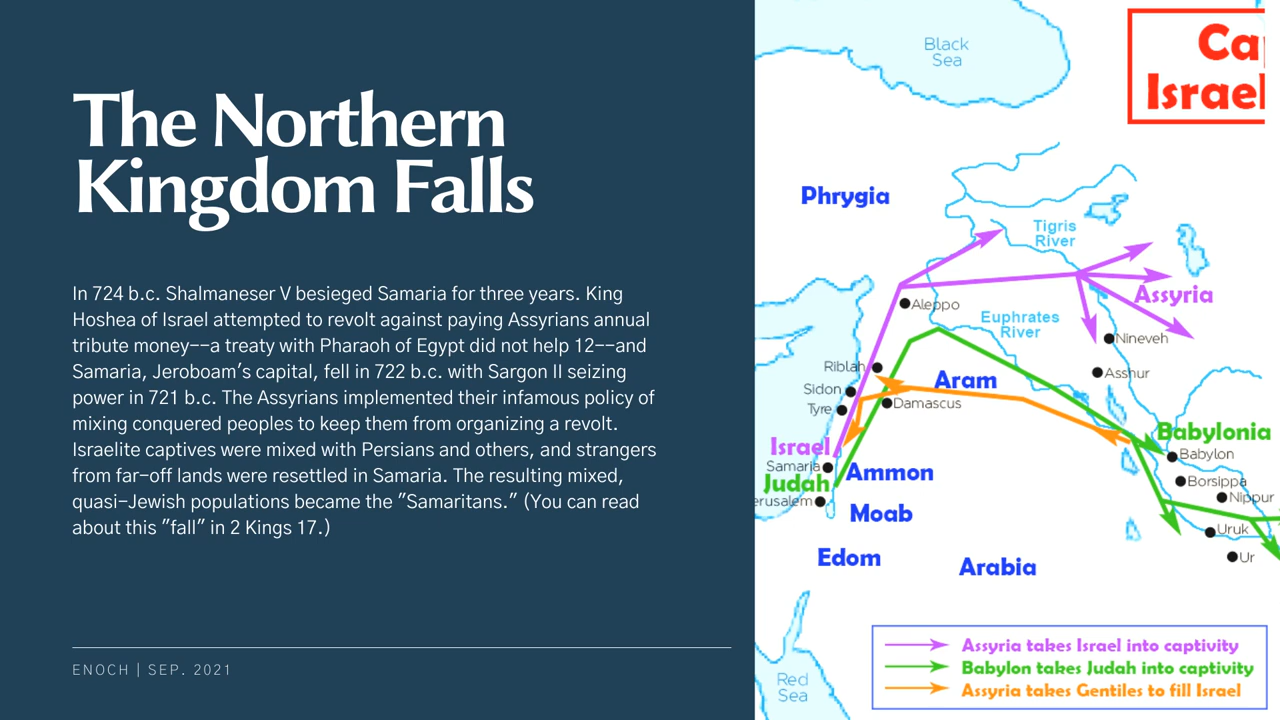 The Northern
Kingdom Falls
In 724 b.c. Shalmaneser V besieged Samaria for three years. King
Hoshea of Israel attempted to revolt against paying Assyrians annual
tribute money--a treaty with Pharaoh of Egypt did not help 12--and
Samaria, Jeroboam's capital, fell in 722 b.c. with Sargon II seizing
power in 721 b.c. The Assyrians implemented their infamous policy of
mixing conquered peoples to keep them from organizing a revolt.
Israelite captives were mixed with Persians and others, and strangers
from far-off lands were resettled in Samaria. The resulting mixed,
quasi-Jewish populations became the "Samaritans." (You can read
about this "fall" in 2 Kings 17.)
ENOCH | SEP. 2021
Ca
Israel
Black
Sea
Phrygia
Tigris
River
Assyria
Aleppo
Euphrates
River
Nineveh
Riblah
Asshur
Aram
Sidon
Tyre
Damascus
Babylonia
Israel
Babylon
Samaria
Ammon
Judah
Borsippa
erusalem
Nippur
Moab
Uruk
Edom
Ur
Arabia
Assyria takes Israel into captivity
Babylon takes Judah into captivity
Assyria takes Gentiles to fill Israel
Red
Sea